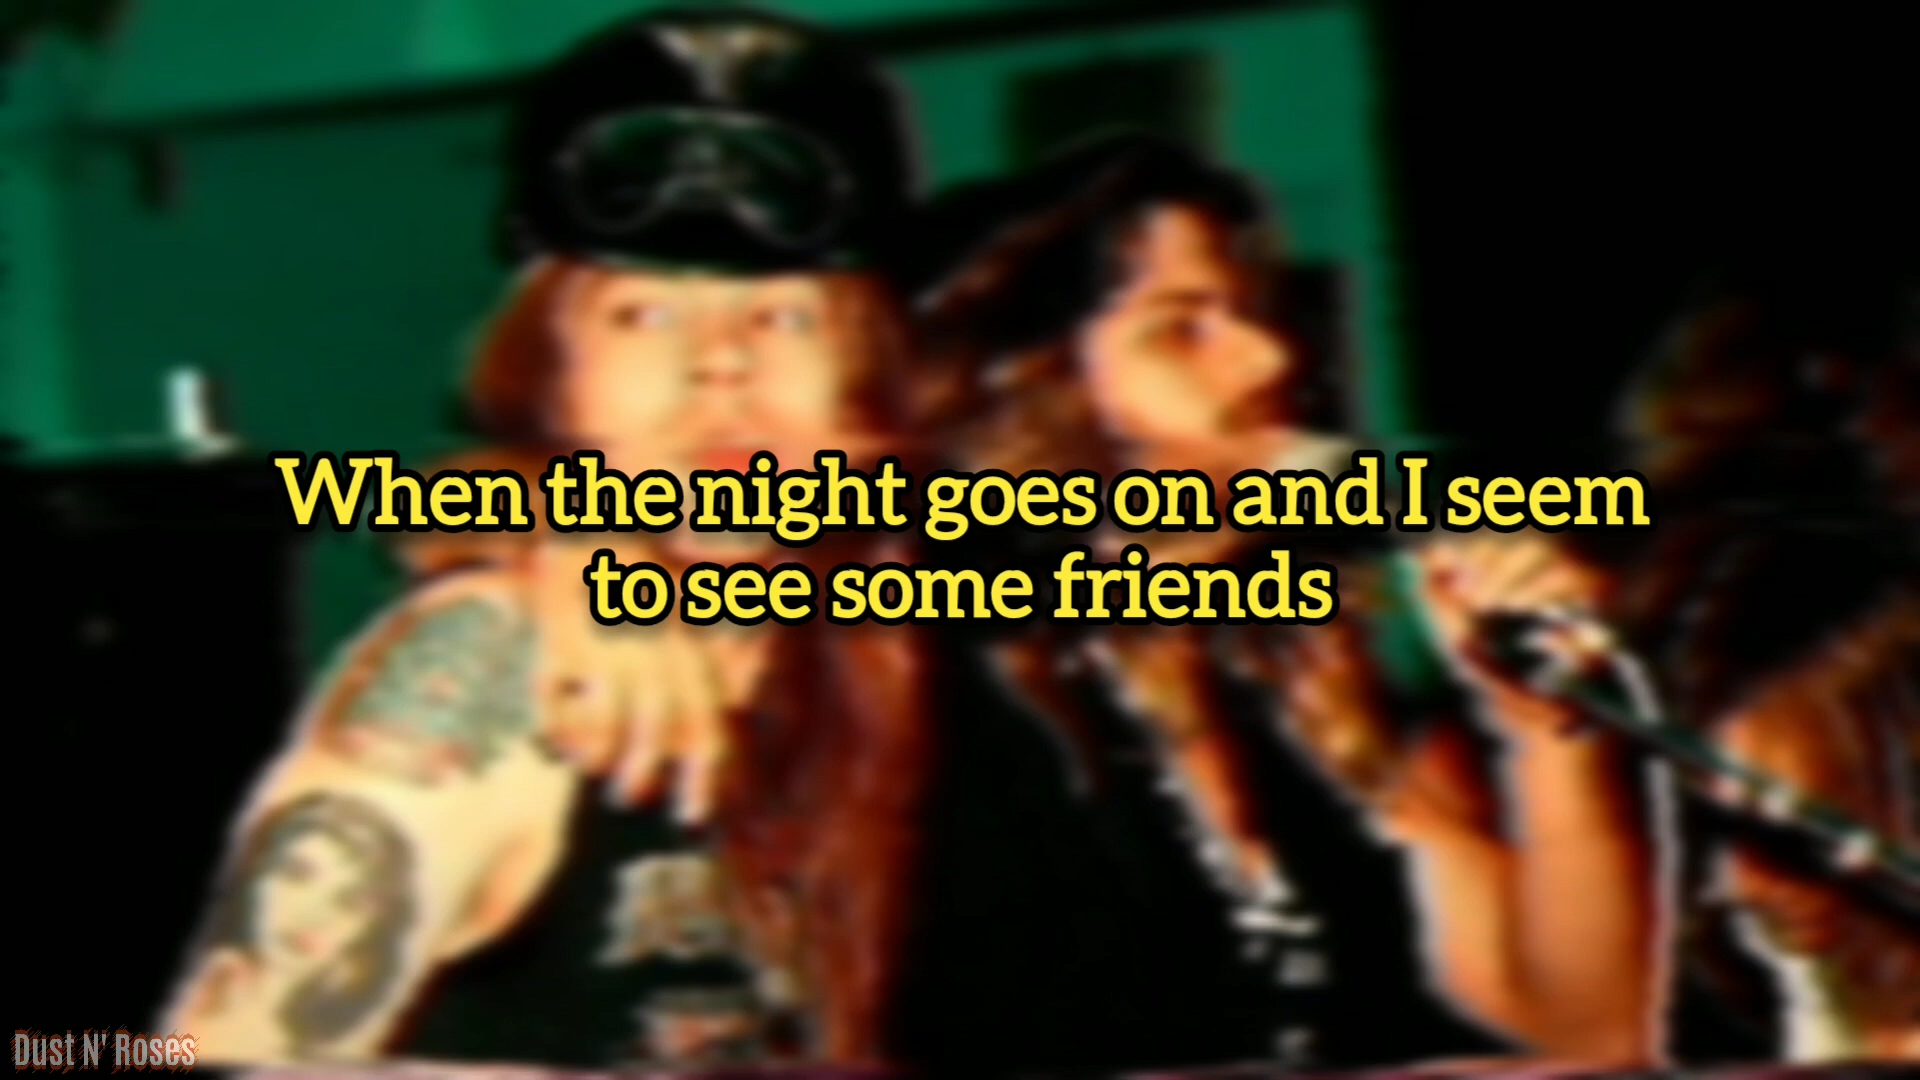 When the night goes on and I seem
to see some friends
Dust N' Roses